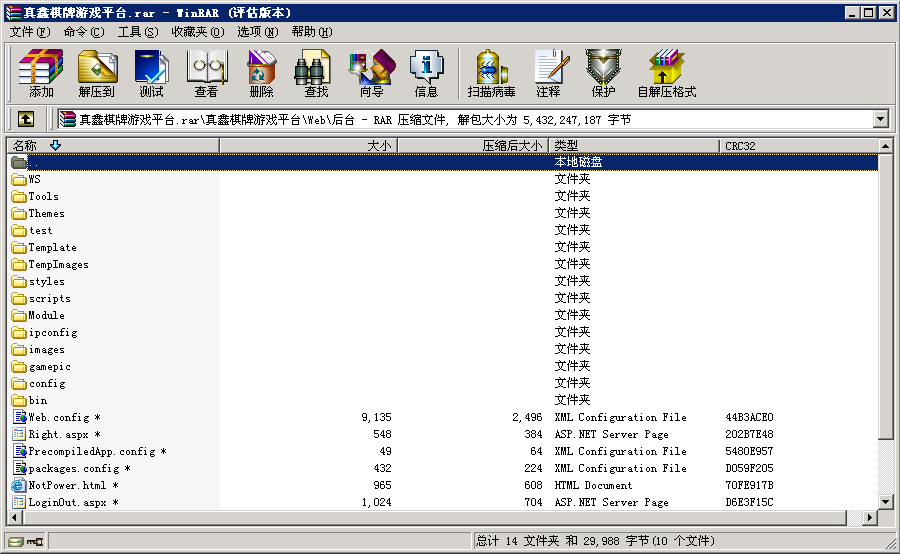 真鑫棋牌游戏平台.rar - WinRAR (评估版本)
文件(F) 命令(C) 工具(S) 收藏夹(O) 选项(N) 帮助(H)
添加 解压到 测试 查看 删除 查找 向导 信息 扫描病毒 注释 保护 自解压格式
真鑫棋牌游戏平台.rar\真鑫棋牌游戏平台\Web\后台 - RAR 压缩文件, 解包大小为 5,432,247,187 字节
名称 大小 压缩后大小 类型 CRC32
.. 本地磁盘
WS 文件夹
Tools 文件夹
Themes 文件夹
test 文件夹
Template 文件夹
TempImages 文件夹
styles 文件夹
scripts 文件夹
Module 文件夹
ipconfig 文件夹
images 文件夹
gamepic 文件夹
config 文件夹
bin 文件夹
Web.config * 9,135 2,496 XML Configuration File 44B3ACE0
Right.aspx * 548 384 ASP.NET Server Page 202B7E48
PrecompiledApp.config * 49 64 XML Configuration File 5480E957
packages.config * 432 224 XML Configuration File D059F205
NotPower.html * 965 608 HTML Document 70FE917B
LoginOut.aspx * 1,024 704 ASP.NET Server Page D6E3F15C
总计 14 文件夹 和 29,988 字节(10 个文件)